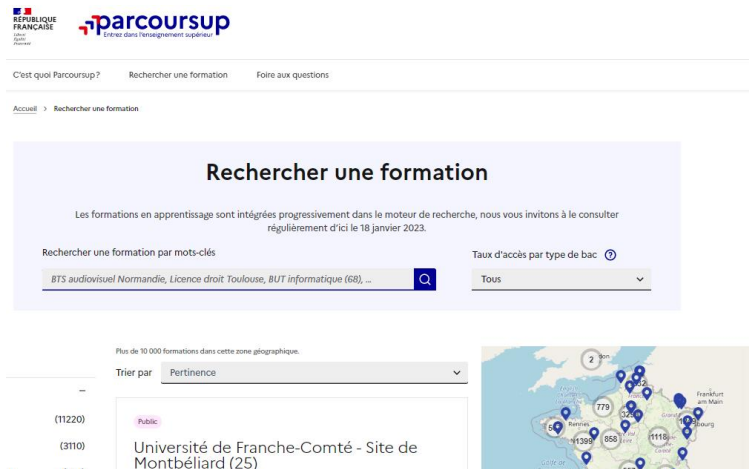 RÉPUBLIQUE
FRANÇAISE
Liberté
Égalité
Fraternité
parcoursup
Entrez dans l'enseignement supérieur
C'est quoi Parcoursup? Rechercher une formation Foire aux questions
Accueil > Rechercher une formation
Rechercher une formation
Les formations en apprentissage sont intégrées progressivement dans le moteur de recherche, nous vous invitons à le consulter
régulièrement d'ici le 18 janvier 2023.
Rechercher une formation par mots-clés
Taux d'accès par type de bac ?
BTS audiovisuel Normandie, Licence droit Toulouse, BUT informatique (68), ...
Tous
Plus de 10 000 formations dans cette zone géographique.
Trier par Pertinence
(11220)
(3110)
Public
Université de Franche-Comté - Site de
Montbéliard (25)
2
Frankfurt
am Main
779
Rennes
1399
858
1118